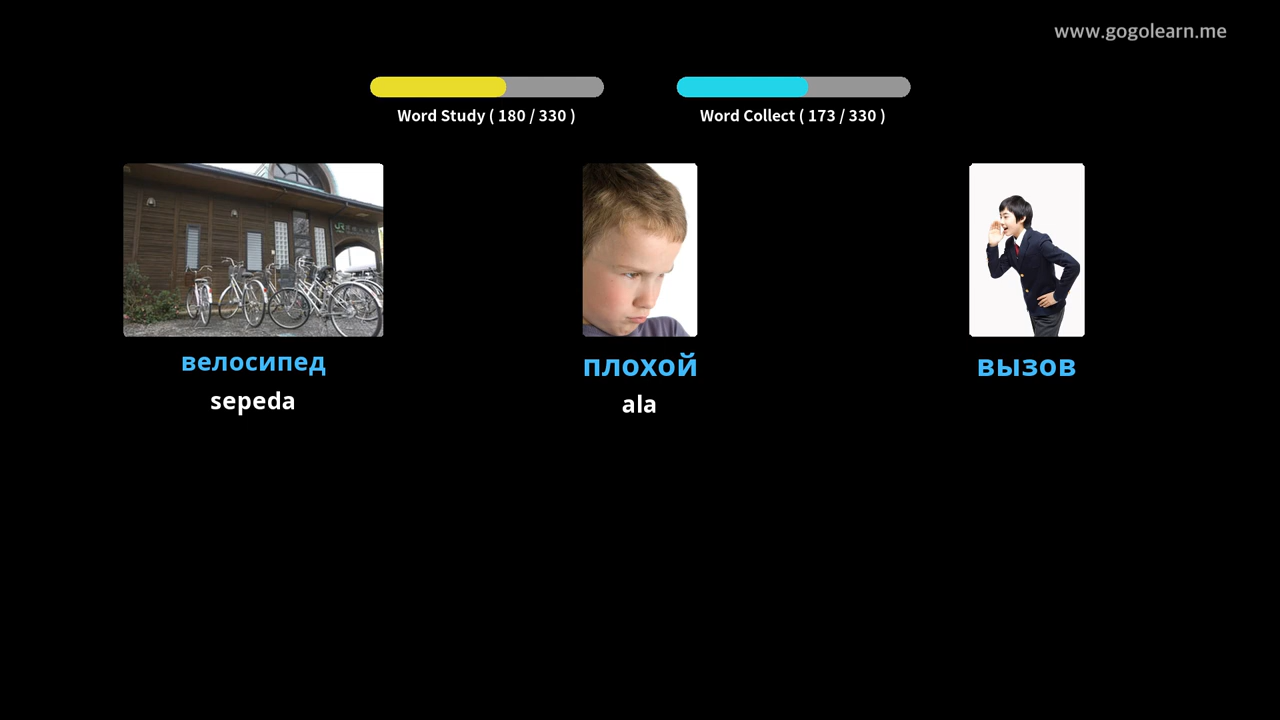 www.gogolearn.me
Word Study ( 180 / 330 )
Word Collect ( 173 / 330 )
велосипед
sepeda
плохой
ala
вызов